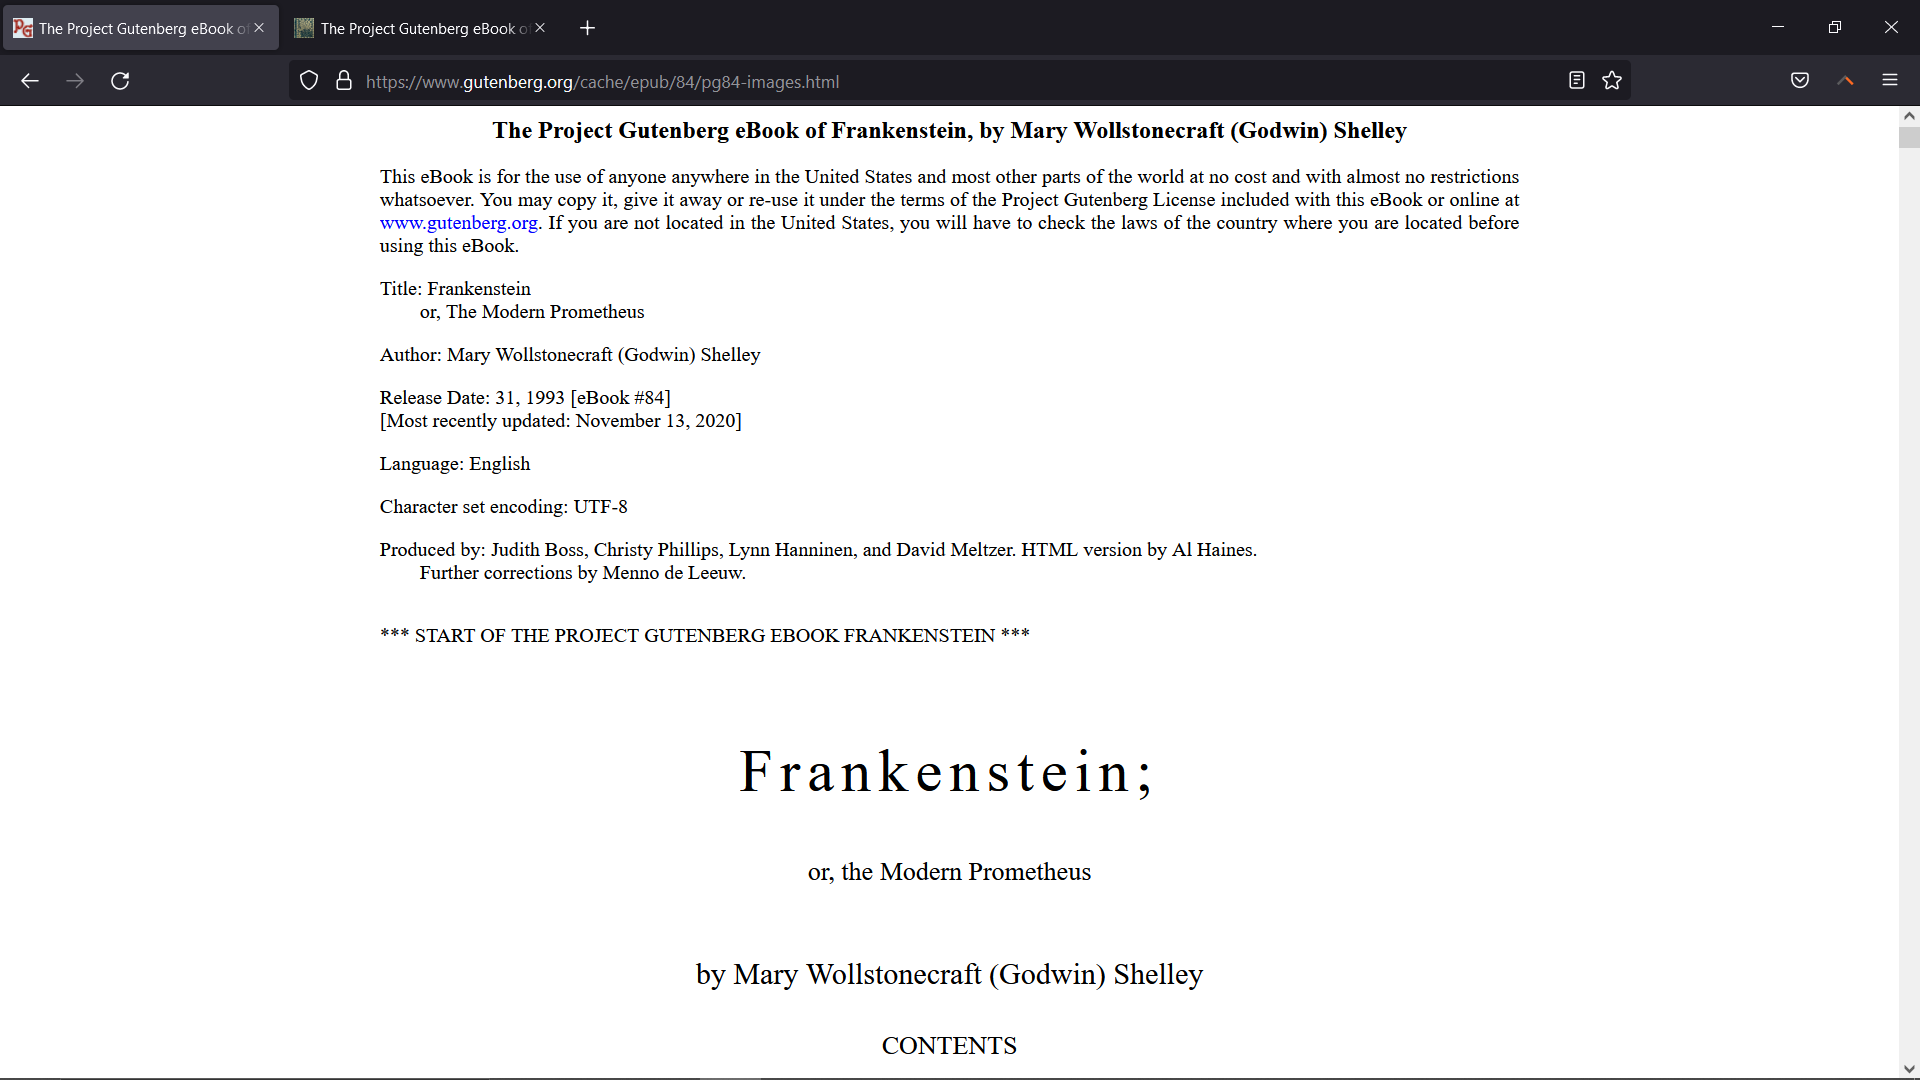 The Project Gutenberg eBook of
The Project Gutenberg eBook of
https://www.gutenberg.org/cache/epub/84/pg84-images.html
The Project Gutenberg eBook of Frankenstein, by Mary Wollstonecraft (Godwin) Shelley
This eBook is for the use of anyone anywhere in the United States and most other parts of the world at no cost and with almost no restrictions
whatsoever. You may copy it, give it away or re-use it under the terms of the Project Gutenberg License included with this eBook or online at
www.gutenberg.org. If you are not located in the United States, you will have to check the laws of the country where you are located before
using this eBook.
Title: Frankenstein
or, The Modern Prometheus
Author: Mary Wollstonecraft (Godwin) Shelley
Release Date: 31, 1993 [eBook #84]
[Most recently updated: November 13, 2020]
Language: English
Character set encoding: UTF-8
Produced by: Judith Boss, Christy Phillips, Lynn Hanninen, and David Meltzer. HTML version by Al Haines.
Further corrections by Menno de Leeuw.
*** START OF THE PROJECT GUTENBERG EBOOK FRANKENSTEIN ***
Frankenstein;
or, the Modern Prometheus
by Mary Wollstonecraft (Godwin) Shelley
CONTENTS